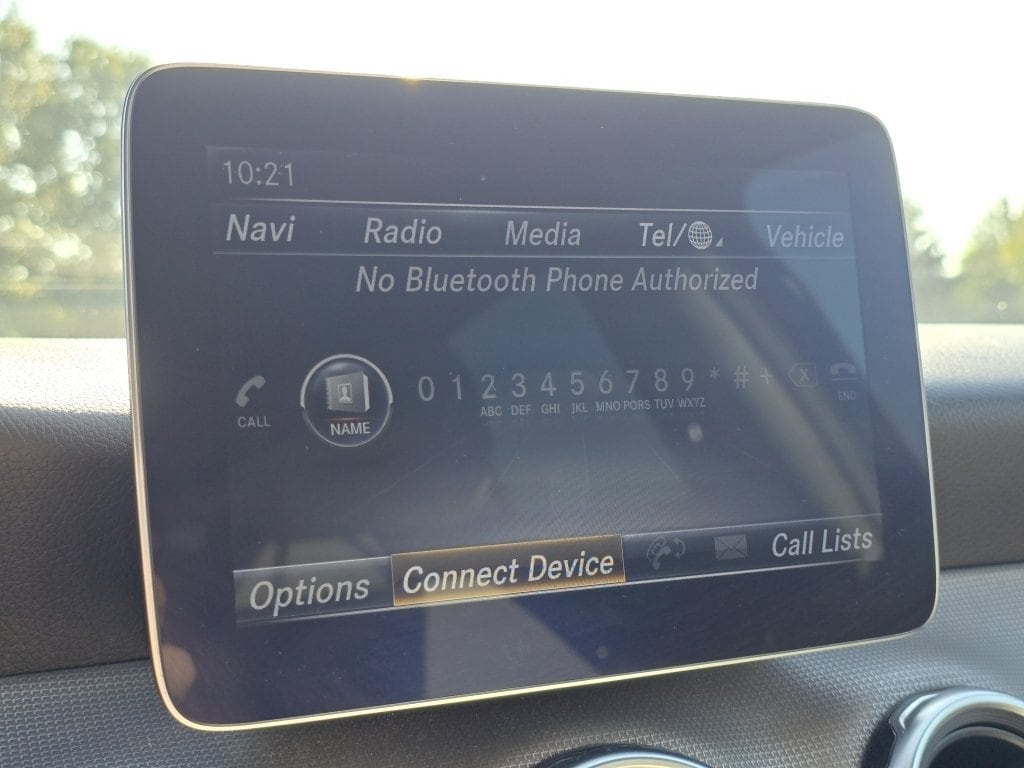 10:21
Navi Radio Media Tel/ Vehicle
No Bluetooth Phone Authorized
CALL NAME 0 1 2 3 4 5 6 7 8 9 * # + X END
ABC DEF GHI JKL MNO PQRS TUV WXYZ
Options Connect Device Call Lists